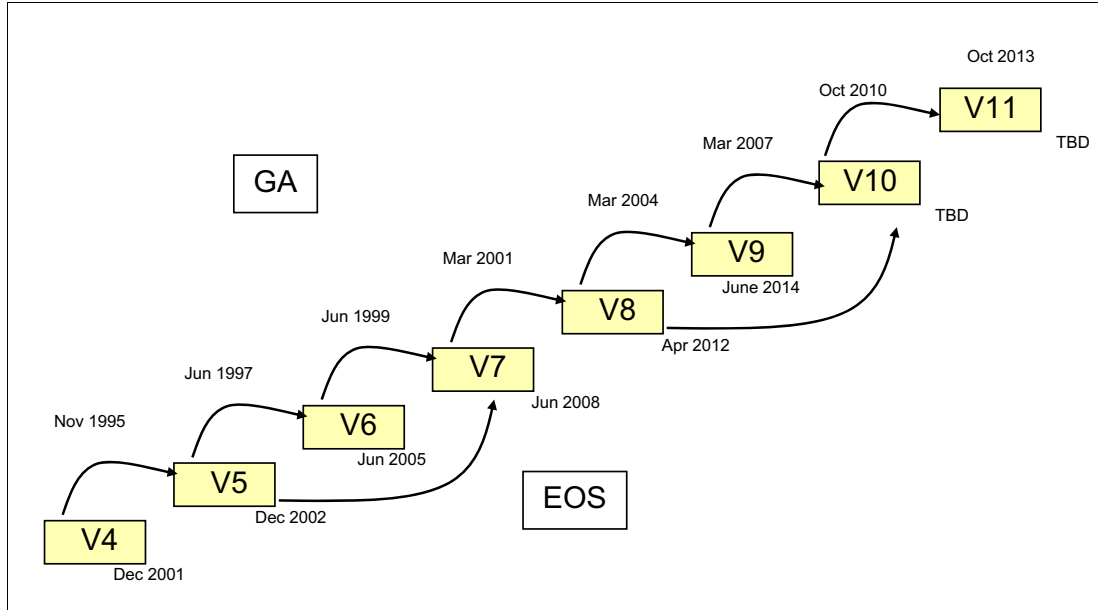 Oct 2013
Oct 2010
V11
Mar 2007
TBD
GA
V10
Mar 2004
TBD
V9
Mar 2001
June 2014
V8
Jun 1999
Apr 2012
V7
Jun 1997
Jun 2008
Nov 1995
V6
Jun 2005
V5
EOS
Dec 2002
V4
Dec 2001